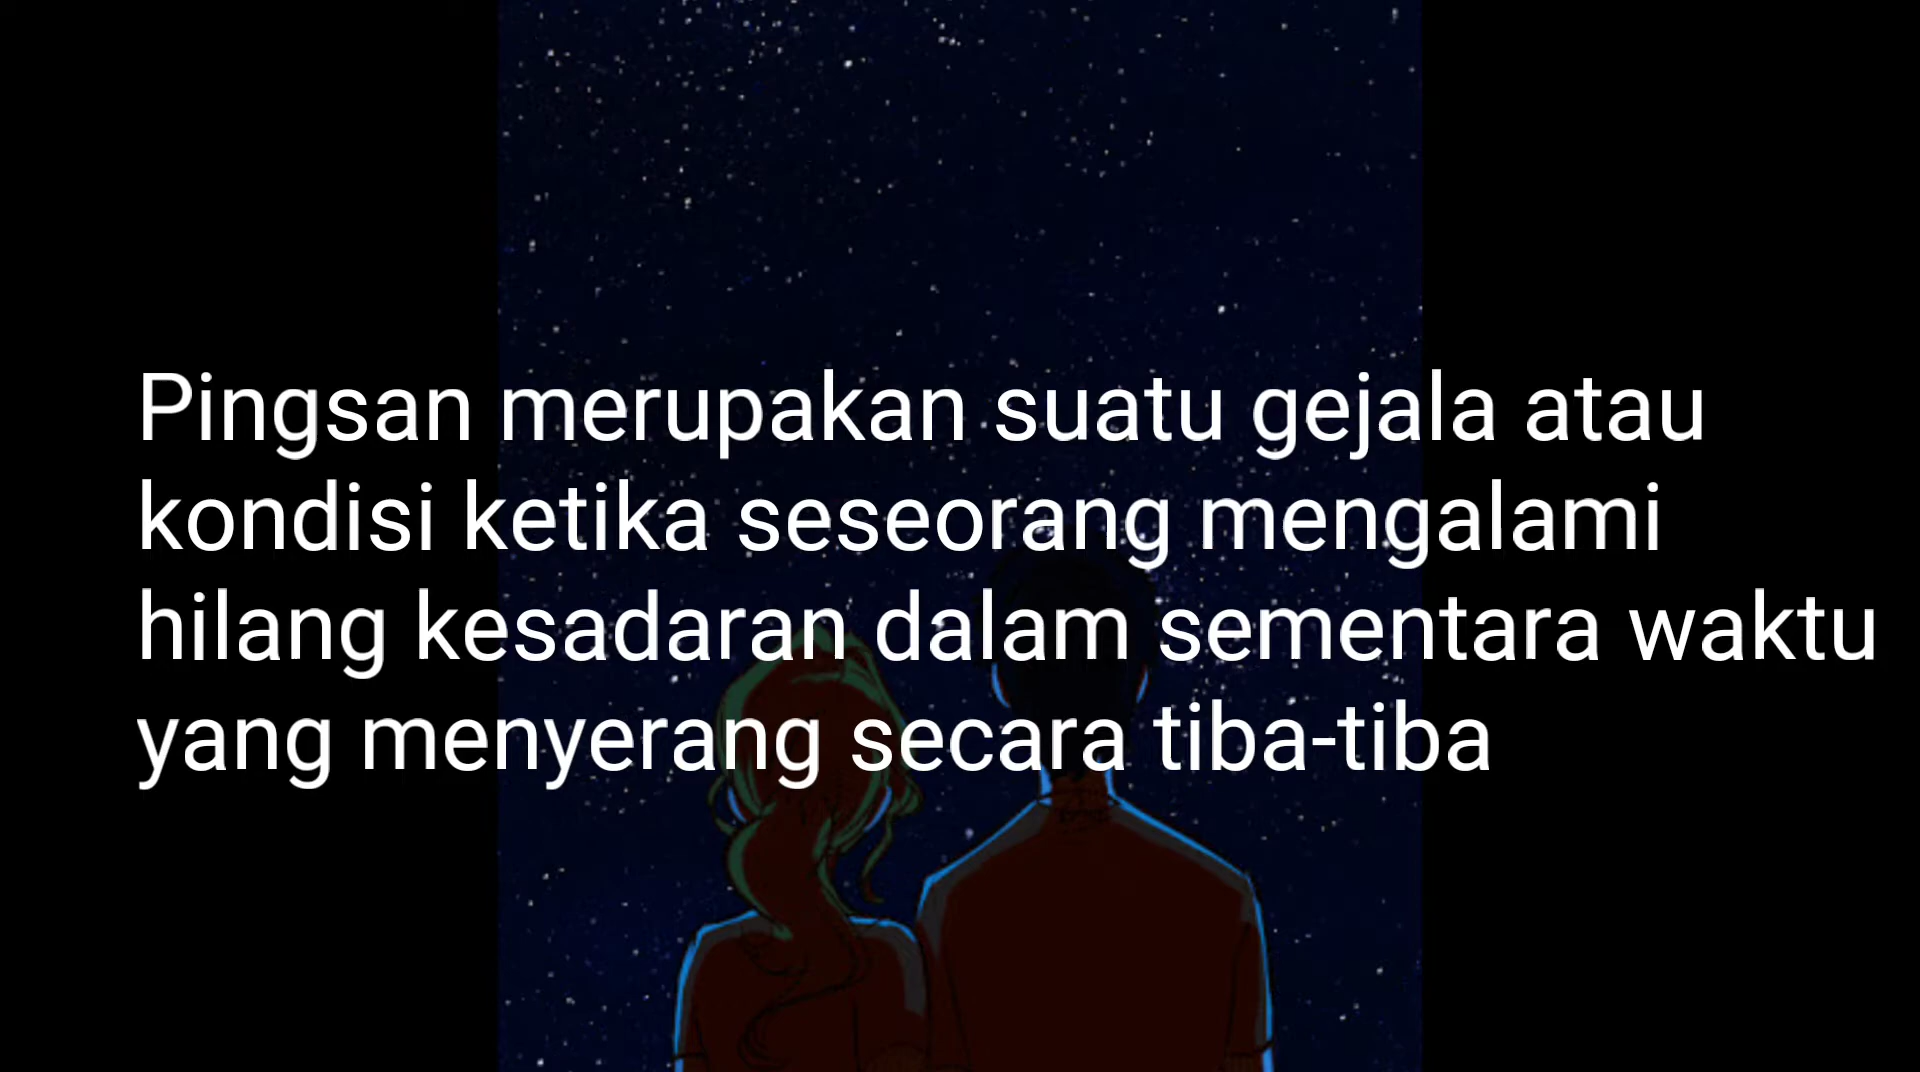 Pingsan merupakan suatu gejala atau
kondisi ketika seseorang mengalami
hilang kesadaran dalam sementara waktu
yang menyerang secara tiba-tiba